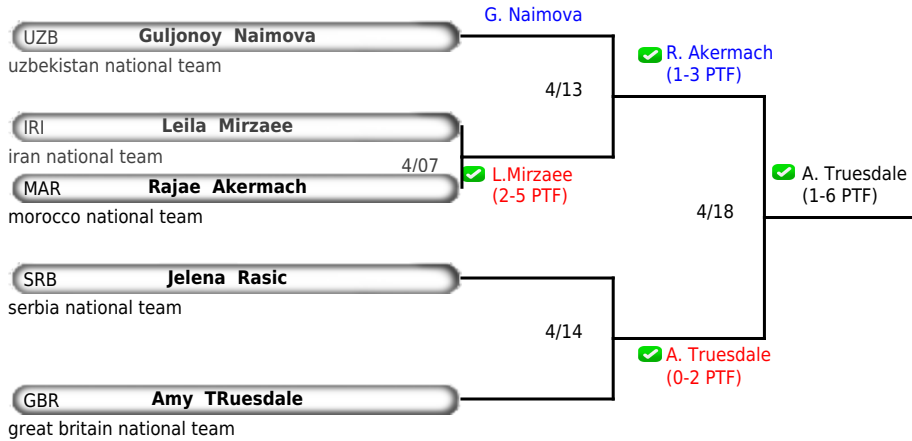 G. Naimova
UZB Guljonoy Naimova
uzbekistan national team
R. Akermach
(1-3 PTF)
4/13
IRI Leila Mirzaee
iran national team
4/07
L.Mirzaee
(2-5 PTF)
MAR Rajae Akermach
morocco national team
A. Truesdale
(1-6 PTF)
4/18
SRB Jelena Rasic
serbia national team
4/14
A. Truesdale
(0-2 PTF)
GBR Amy TRuesdale
great britain national team